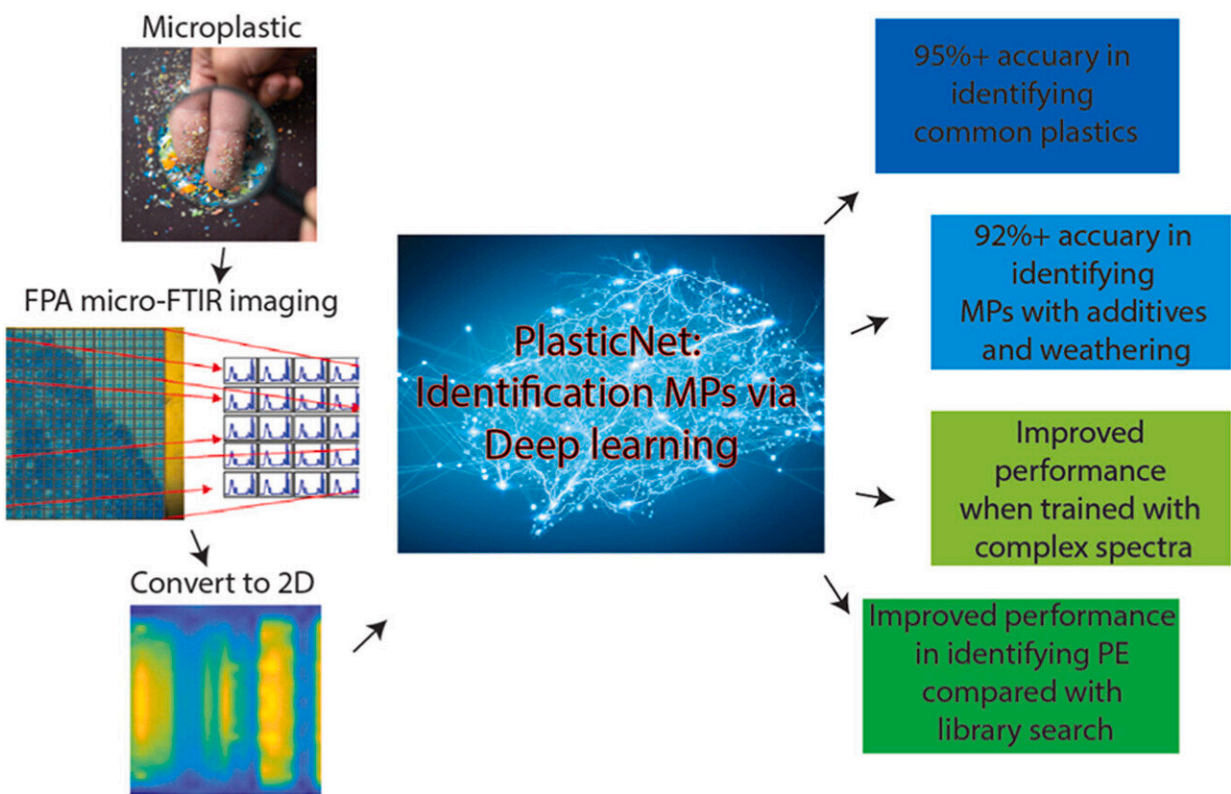 Microplastic
FPA micro-FTIR imaging
Convert to 2D
PlasticNet:
Identification MPs via
Deep learning
95%+ accuary in
identifying
common plastics
92%+ accuary in
identifying
MPs with additives
and weathering
Improved
performance
when trained with
complex spectra
Improved performance
in identifying PE
compared with
library search